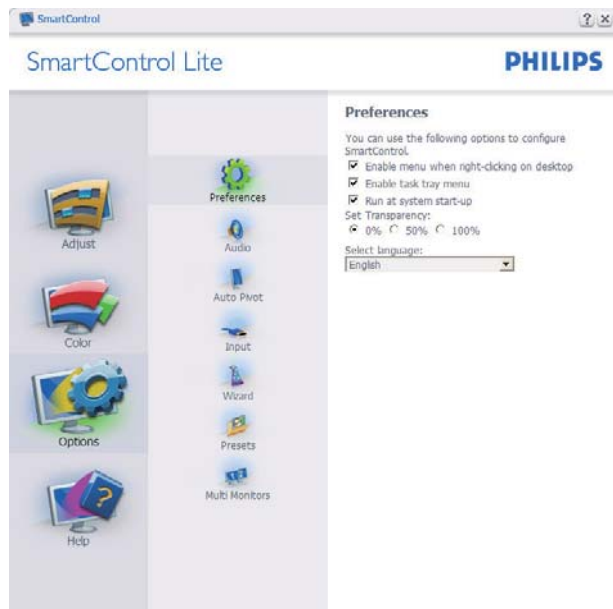 SmartControl
SmartControl Lite
PHILIPS
Adjust
Color
Options
Help
Preferences
Audio
Auto Pivot
Input
Wizard
Presets
Multi Monitors
Preferences
You can use the following options to configure
SmartControl.
Enable menu when right-clicking on desktop
Enable task tray menu
Run at system start-up
Set Transparency:
0% 50% 100%
Select language:
English